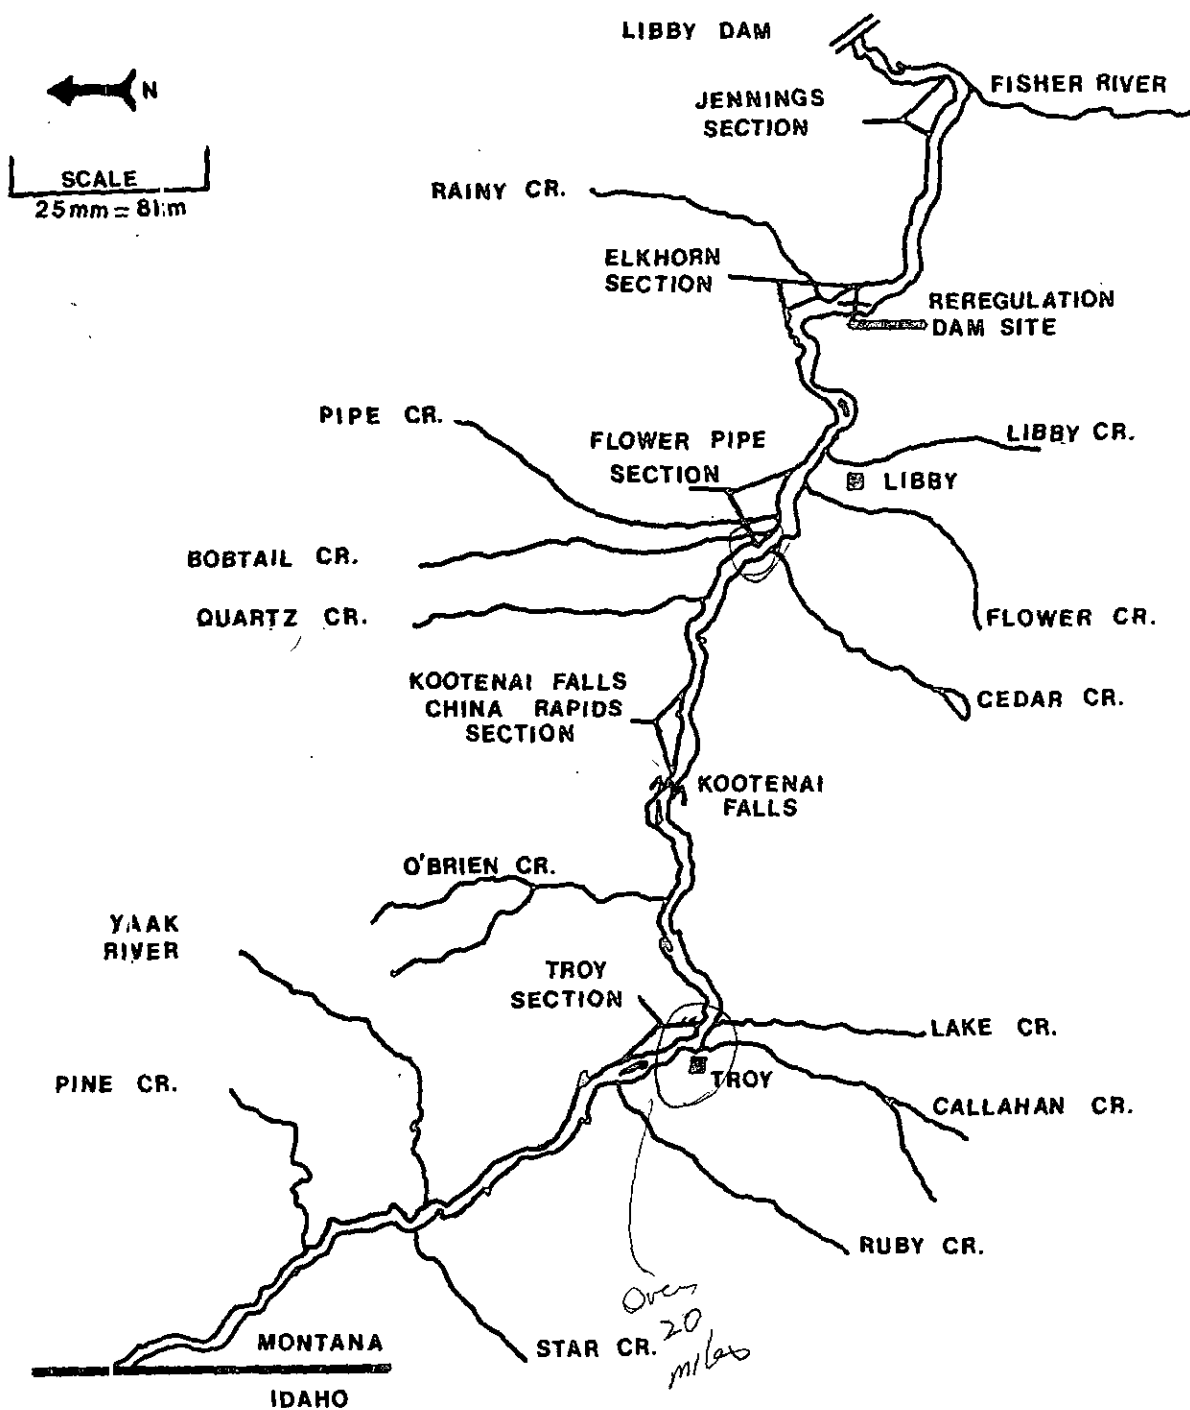 LIBBY DAM
N
FISHER RIVER
JENNINGS
SECTION
SCALE
25mm = 8km
RAINY CR.
ELKHORN
SECTION
REREGULATION
DAM SITE
PIPE CR.
FLOWER PIPE
SECTION
LIBBY CR.
LIBBY
BOBTAIL CR.
QUARTZ CR.
FLOWER CR.
KOOTENAI FALLS
CHINA RAPIDS
SECTION
CEDAR CR.
KOOTENAI
FALLS
O'BRIEN CR.
YAAK
RIVER
TROY
SECTION
LAKE CR.
PINE CR.
TROY
CALLAHAN CR.
RUBY CR.
Over
20
miles
MONTANA
STAR CR.
IDAHO